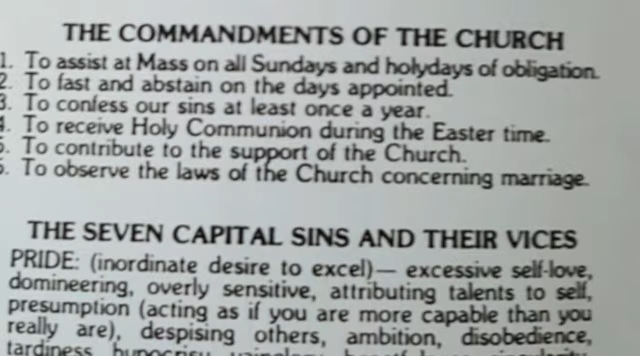 THE COMMANDMENTS OF THE CHURCH
1. To assist at Mass on all Sundays and holydays of obligation.
2. To fast and abstain on the days appointed.
3. To confess our sins at least once a year.
4. To receive Holy Communion during the Easter time.
5. To contribute to the support of the Church.
6. To observe the laws of the Church concerning marriage.
THE SEVEN CAPITAL SINS AND THEIR VICES
PRIDE: (inordinate desire to excel)— excessive self-love,
domineering, overly sensitive, attributing talents to self,
presumption (acting as if you are more capable than you
really are), despising others, ambition, disobedience,
tardiness, hypocrisy, vainglory,